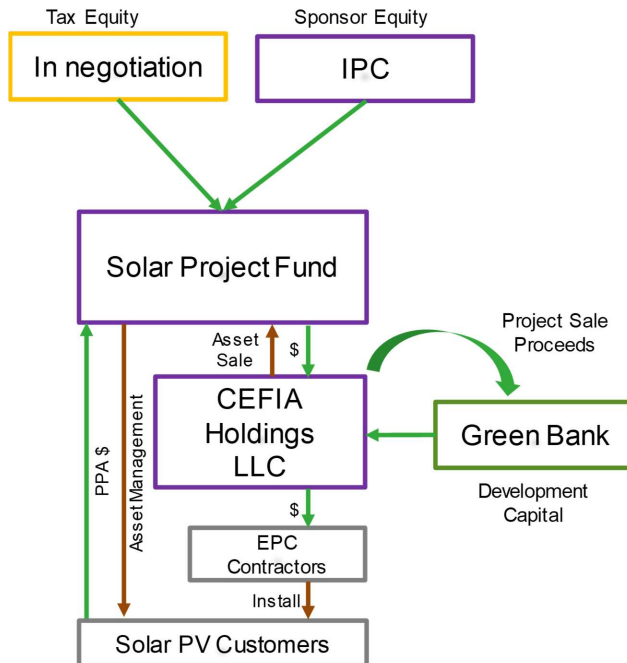 Tax Equity
Sponsor Equity
In negotiation
IPC
Solar Project Fund
Asset
Sale
$
Project Sale
Proceeds
CEFIA
Holdings
LLC
Green Bank
Development
Capital
PPA $
Asset Management
$
EPC
Contractors
Install
Solar PV Customers